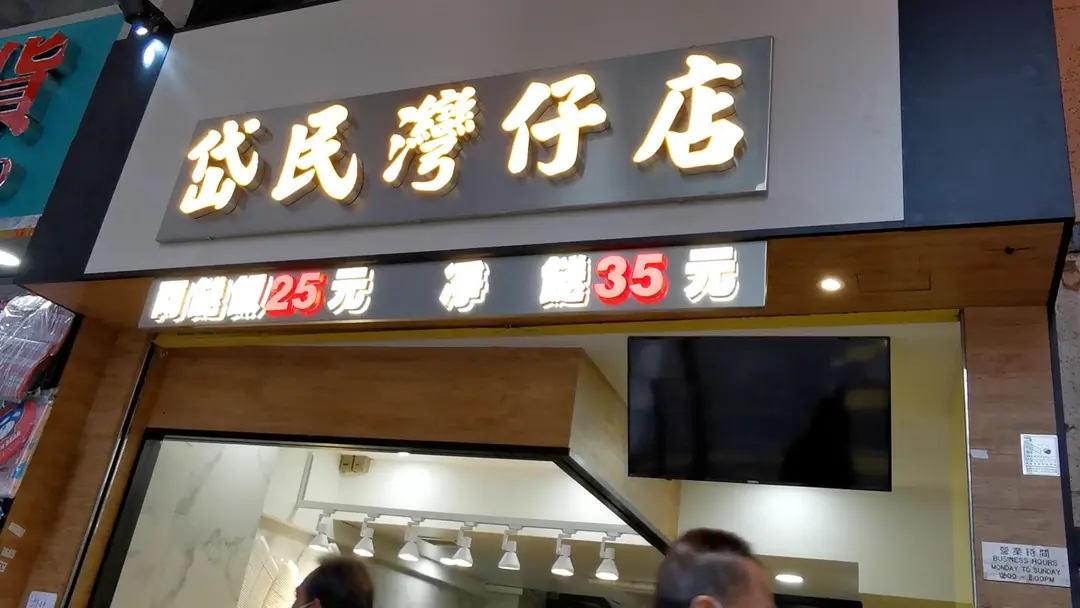 貨
岱民灣仔店
兩餸飯25元 淨餸35元
營業時間
BUSINESS HOURS
MONDAY TO SUNDAY